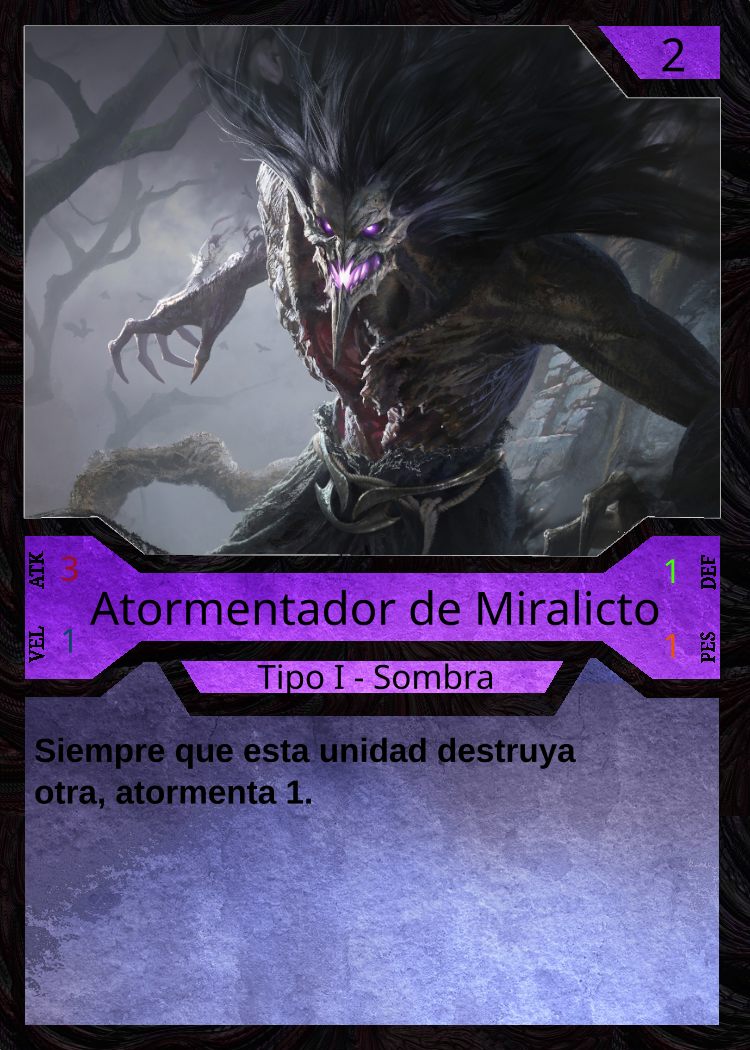 2
ATK 3
1 DEF
Atormentador de Miralicto
VEL 1
1 PES
Tipo I - Sombra
Siempre que esta unidad destruya
otra, atormenta 1.